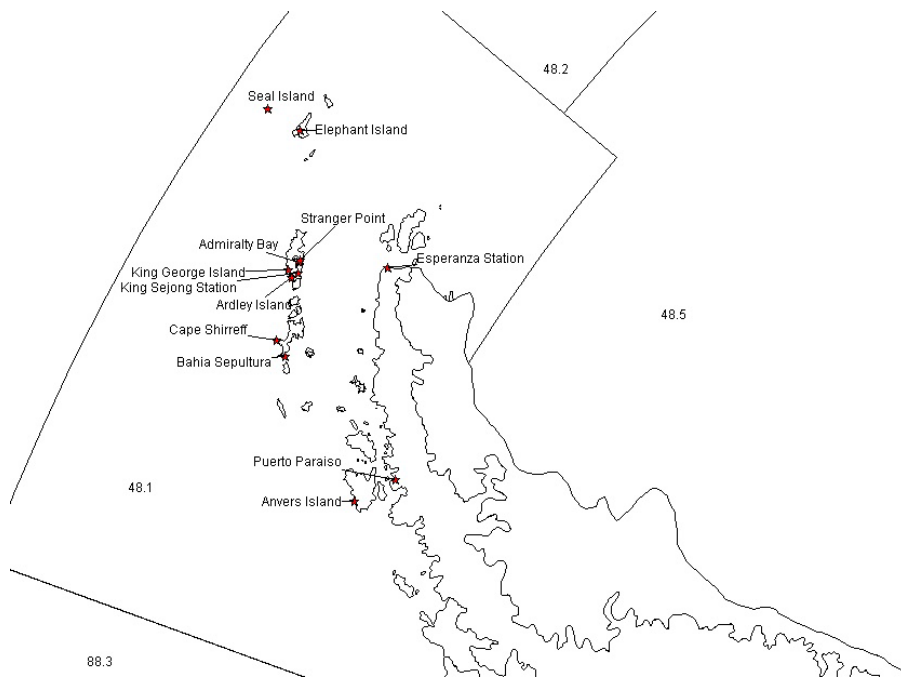 48.2
Seal Island
Elephant Island
Stranger Point
Admiralty Bay
Esperanza Station
King George Island
King Sejong Station
Ardley Island
48.5
Cape Shirreff
Bahia Sepultura
Puerto Paraiso
48.1
Anvers Island
88.3